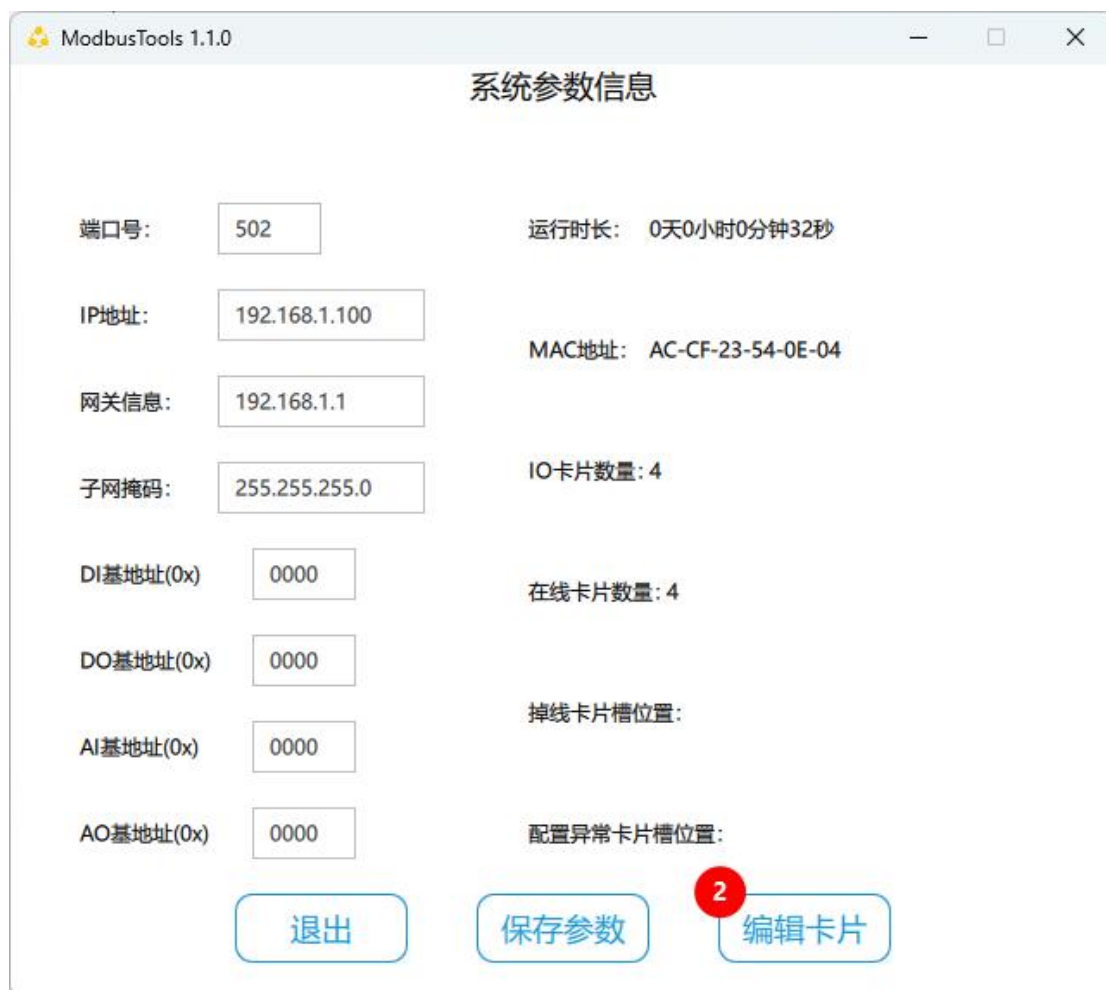 ModbusTools 1.1.0
系统参数信息
端口号： 502
运行时长： 0天0小时0分钟32秒
IP地址： 192.168.1.100
MAC地址： AC-CF-23-54-0E-04
网关信息： 192.168.1.1
IO卡片数量: 4
子网掩码： 255.255.255.0
DI基地址(0x) 0000
在线卡片数量: 4
DO基地址(0x) 0000
掉线卡片槽位置：
AI基地址(0x) 0000
AO基地址(0x) 0000
配置异常卡片槽位置：
2
退出 保存参数 编辑卡片